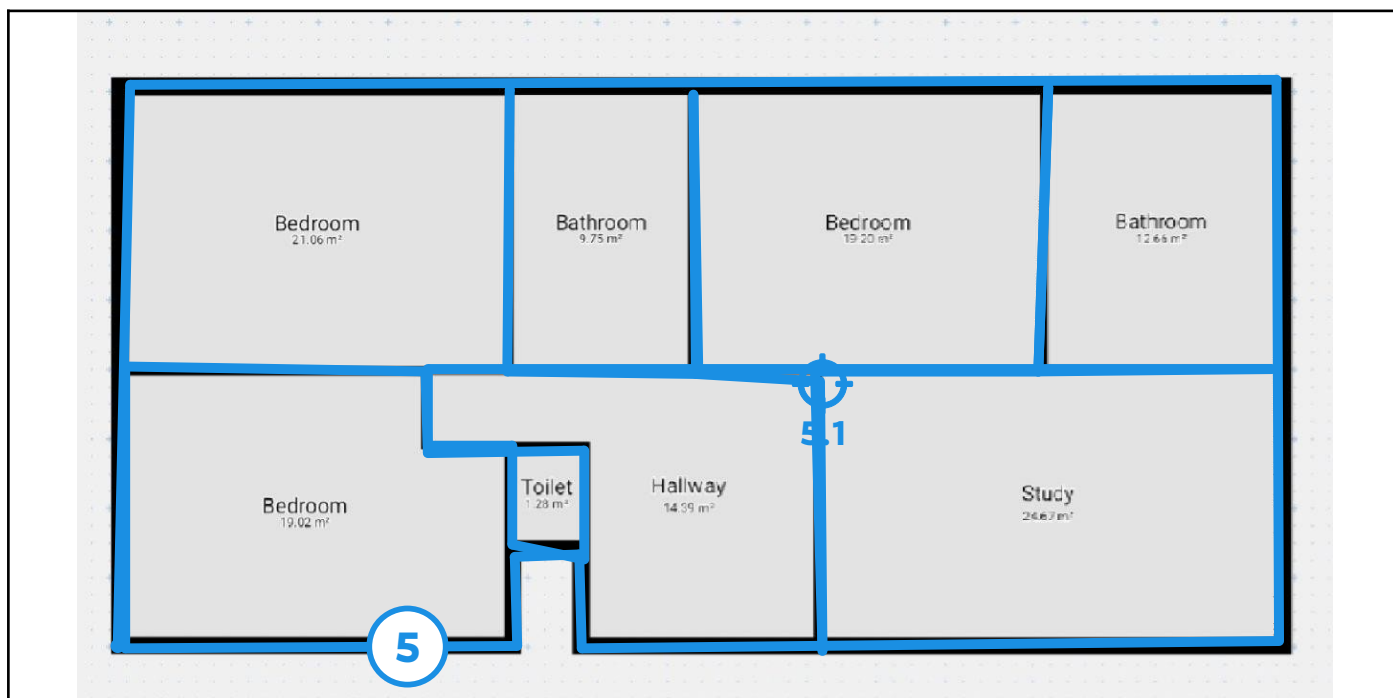 Bedroom
21.06 m²
Bathroom
9.75 m²
Bedroom
19.20 m²
Bathroom
12.66 m²
5.1
Bedroom
19.02 m²
Toilet
1.28 m²
Hallway
14.39 m²
Study
24.67 m²
5